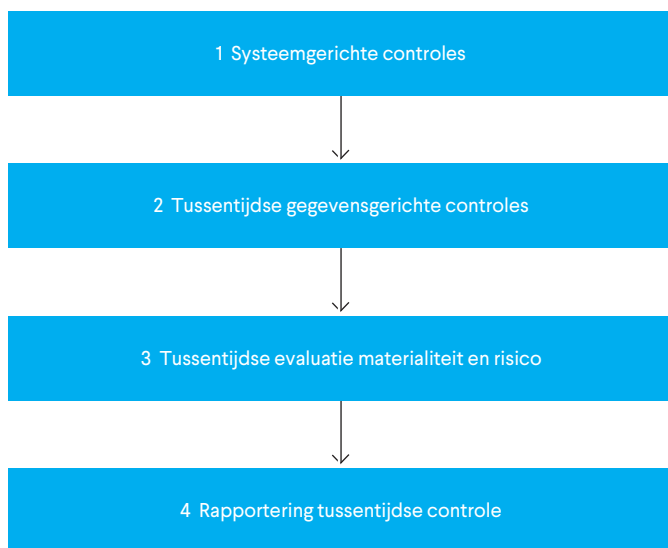 1 Systeemgerichte controles
2 Tussentijdse gegevensgerichte controles
3 Tussentijdse evaluatie materialiteit en risico
4 Rapportering tussentijdse controle